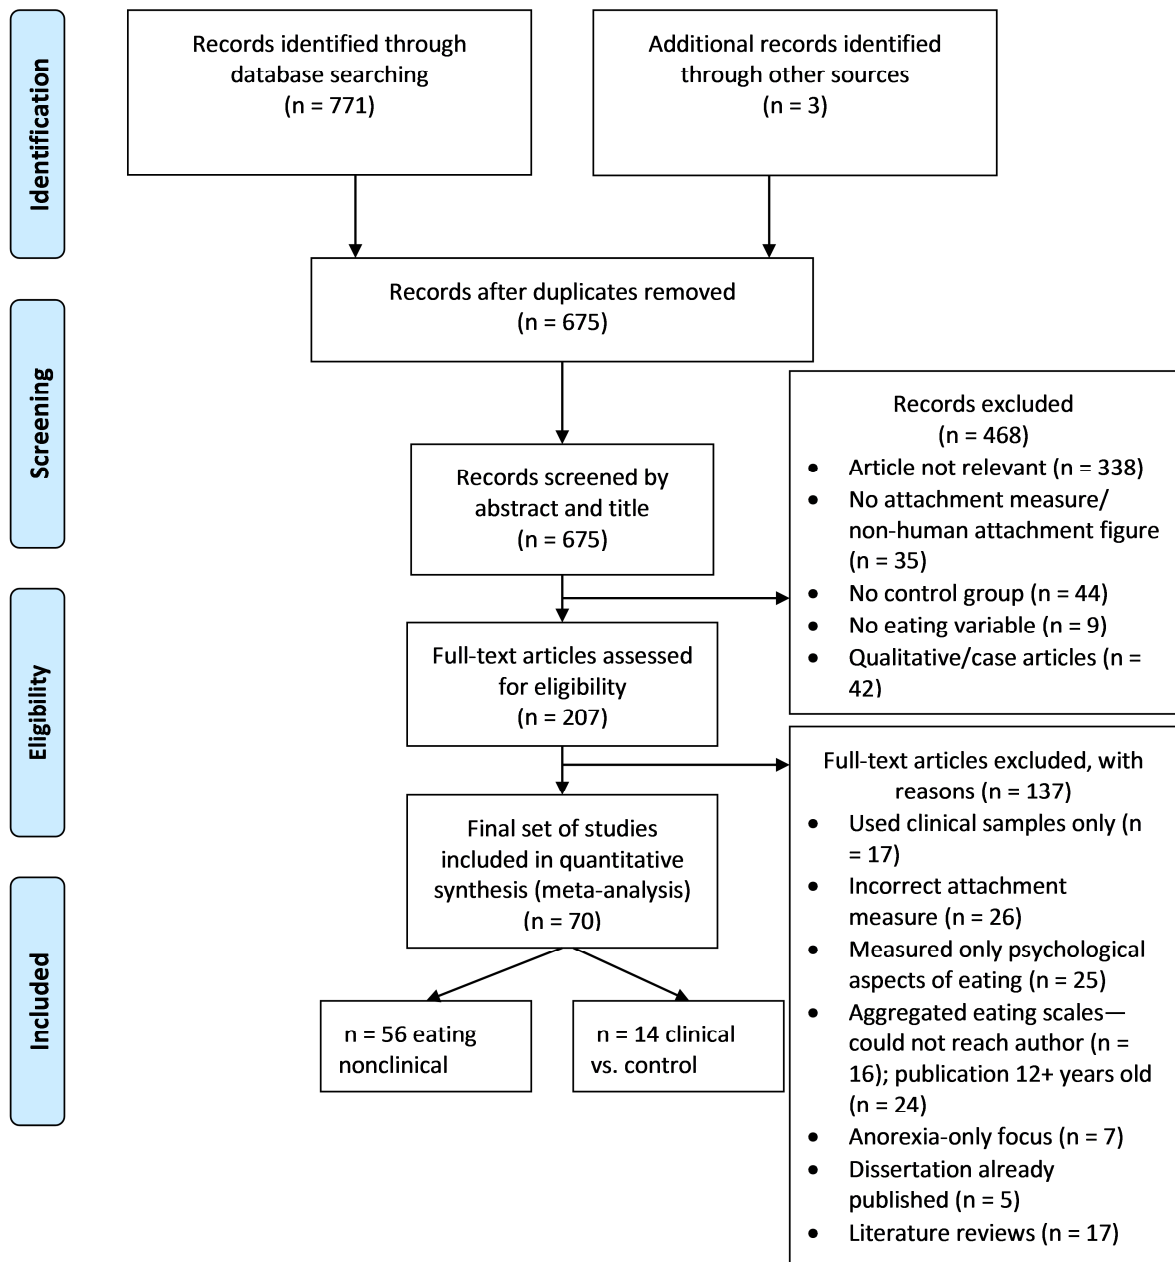 Identification
Records identified through
database searching
(n = 771)
Additional records identified
through other sources
(n = 3)
Records after duplicates removed
(n = 675)
Screening
Records screened by
abstract and title
(n = 675)
Records excluded
(n = 468)
• Article not relevant (n = 338)
• No attachment measure/
non-human attachment figure
(n = 35)
• No control group (n = 44)
• No eating variable (n = 9)
• Qualitative/case articles (n =
42)
Eligibility
Full-text articles assessed
for eligibility
(n = 207)
Full-text articles excluded, with
reasons (n = 137)
• Used clinical samples only (n
= 17)
• Incorrect attachment
measure (n = 26)
• Measured only psychological
aspects of eating (n = 25)
• Aggregated eating scales—
could not reach author (n =
16); publication 12+ years old
(n = 24)
• Anorexia-only focus (n = 7)
• Dissertation already
published (n = 5)
• Literature reviews (n = 17)
Included
Final set of studies
included in quantitative
synthesis (meta-analysis)
(n = 70)
n = 56 eating
nonclinical
n = 14 clinical
vs. control